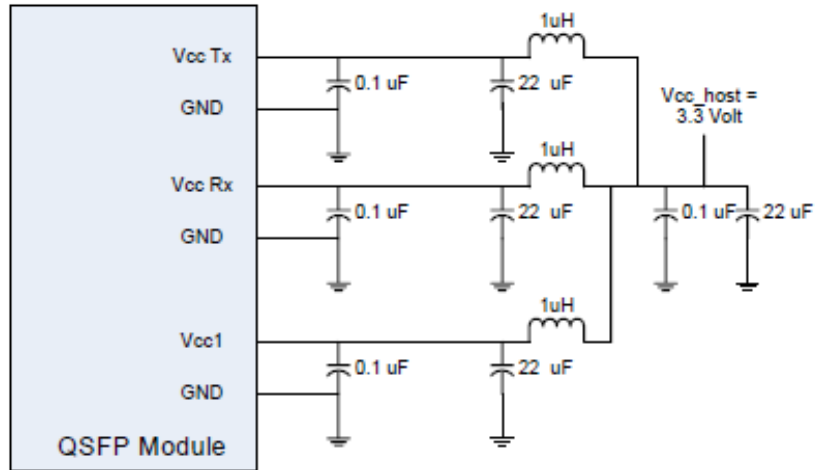 1uH
Vcc Tx
0.1 uF
22 uF
GND
Vcc_host =
3.3 Volt
1uH
Vcc Rx
0.1 uF
22 uF
0.1 uF
22 uF
GND
1uH
Vcc1
0.1 uF
22 uF
GND
QSFP Module